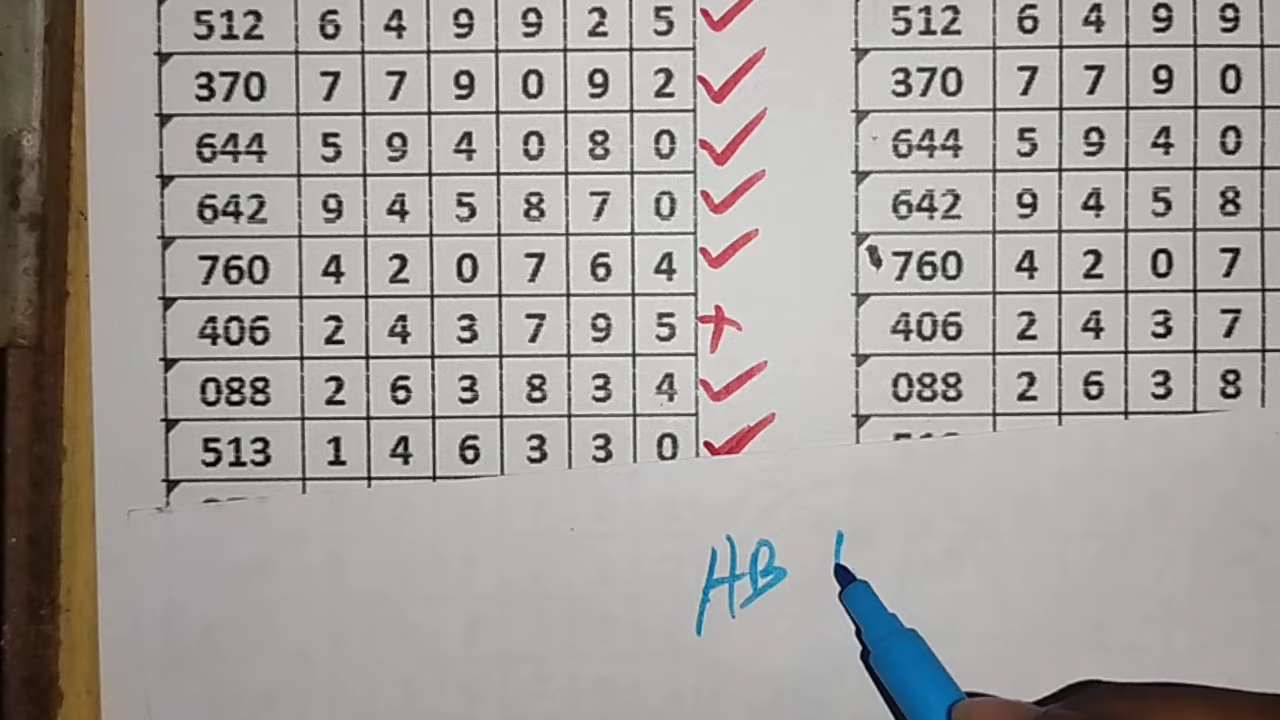 512 6 4 9 9 2 5 ✓ 512 6 4 9 9
370 7 7 9 0 9 2 ✓ 370 7 7 9 0
644 5 9 4 0 8 0 ✓ 644 5 9 4 0
642 9 4 5 8 7 0 ✓ 642 9 4 5 8
760 4 2 0 7 6 4 ✓ 760 4 2 0 7
406 2 4 3 7 9 5 + 406 2 4 3 7
088 2 6 3 8 3 4 ✓ 088 2 6 3 8
513 1 4 6 3 3 0 ✓